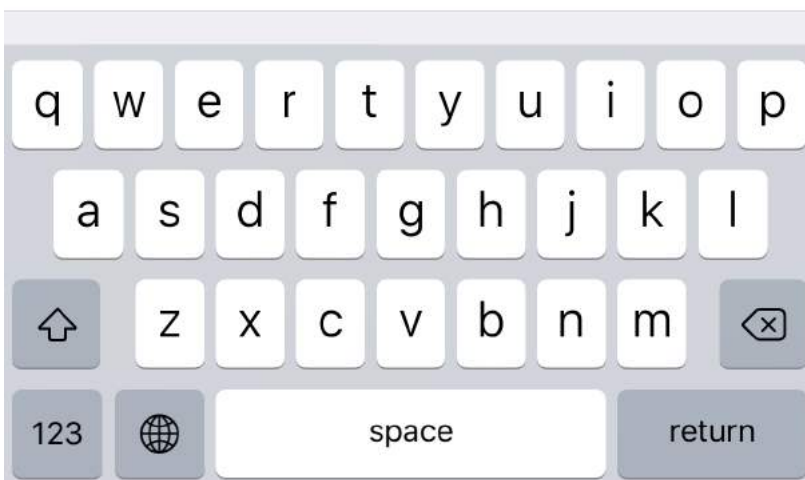 q w e r t y u i o p
a s d f g h j k l
z x c v b n m
123 space return